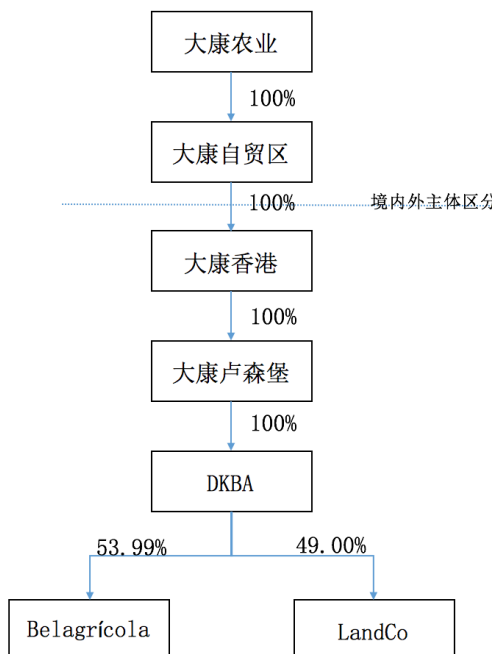 大康农业
100%
大康自贸区
100%
境内外主体区分
大康香港
100%
大康卢森堡
100%
DKBA
53.99%
49.00%
Belagrícola
LandCo